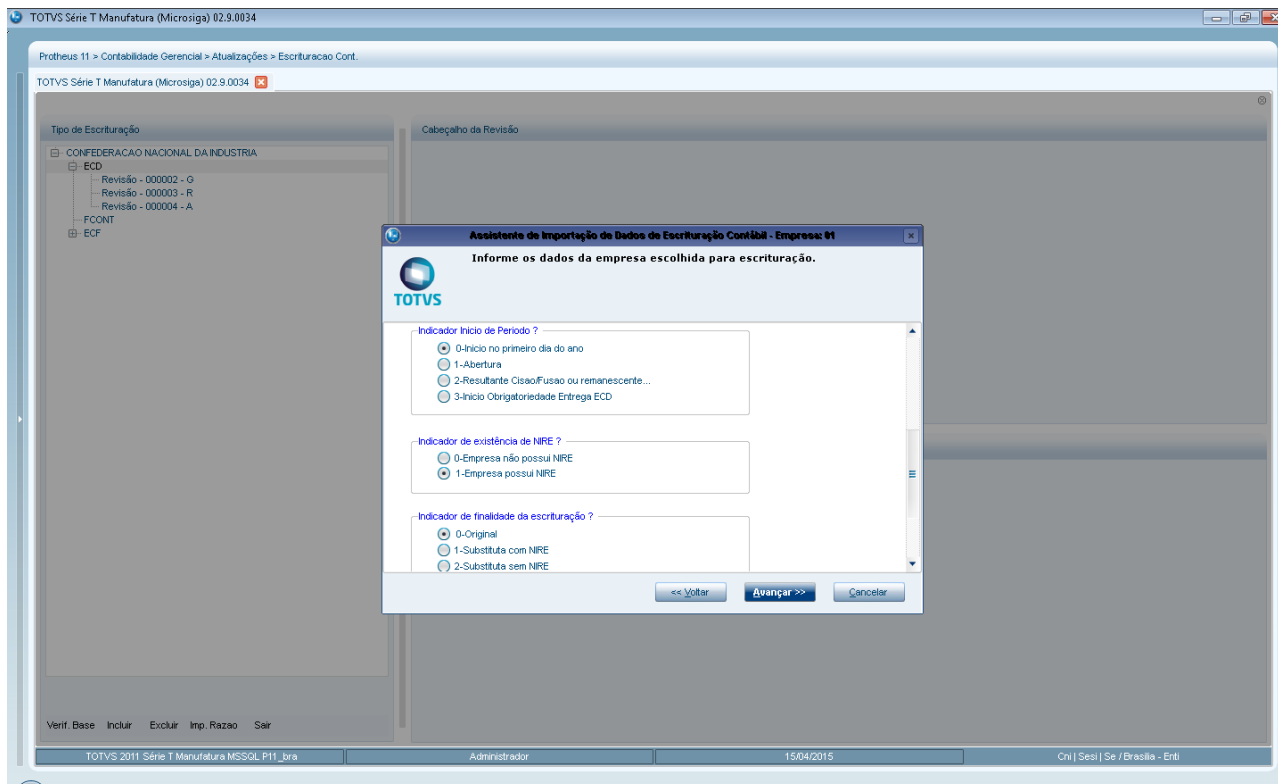 TOTVS Série T Manufatura (Microsiga) 02.9.0034
Protheus 11 > Contabilidade Gerencial > Atualizações > Escrituracao Cont.
TOTVS Série T Manufatura (Microsiga) 02.9.0034
Tipo de Escrituração
Cabeçalho da Revisão
CONFEDERACAO NACIONAL DA INDUSTRIA
ECD
Revisão - 000002 - G
Revisão - 000003 - R
Revisão - 000004 - A
FCONT
ECF
Assistente de Importação de Dados de Escrituração Contábil - Empresa: 01
Informe os dados da empresa escolhida para escrituração.
TOTVS
Indicador Inicio de Periodo ?
0-Inicio no primeiro dia do ano
1-Abertura
2-Resultante Cisao/Fusao ou remanescente...
3-Inicio Obrigatoriedade Entrega ECD
Indicador de existência de NIRE ?
0-Empresa não possui NIRE
1-Empresa possui NIRE
Indicador de finalidade da escrituração ?
0-Original
1-Substituta com NIRE
2-Substituta sem NIRE
<< Voltar Avançar >> Cancelar
Verif. Base Incluir Excluir Imp. Razao Sair
TOTVS 2011 Série T Manufatura MSSQL P11_bra Administrador 15/04/2015 Cni | Sesi | Se / Brasilia - Enti